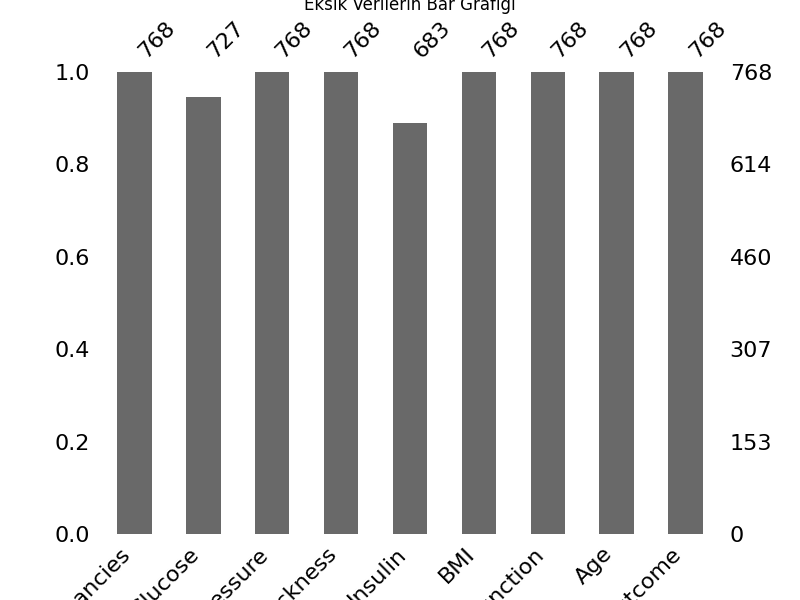 Eksik Verilerin Bar Grafiği
768 727 768 768 683 768 768 768 768
1.0 768
0.8 614
0.6 460
0.4 307
0.2 153
0.0 0
ancies lucose essure ckness Insulin BMI nction Age tcome